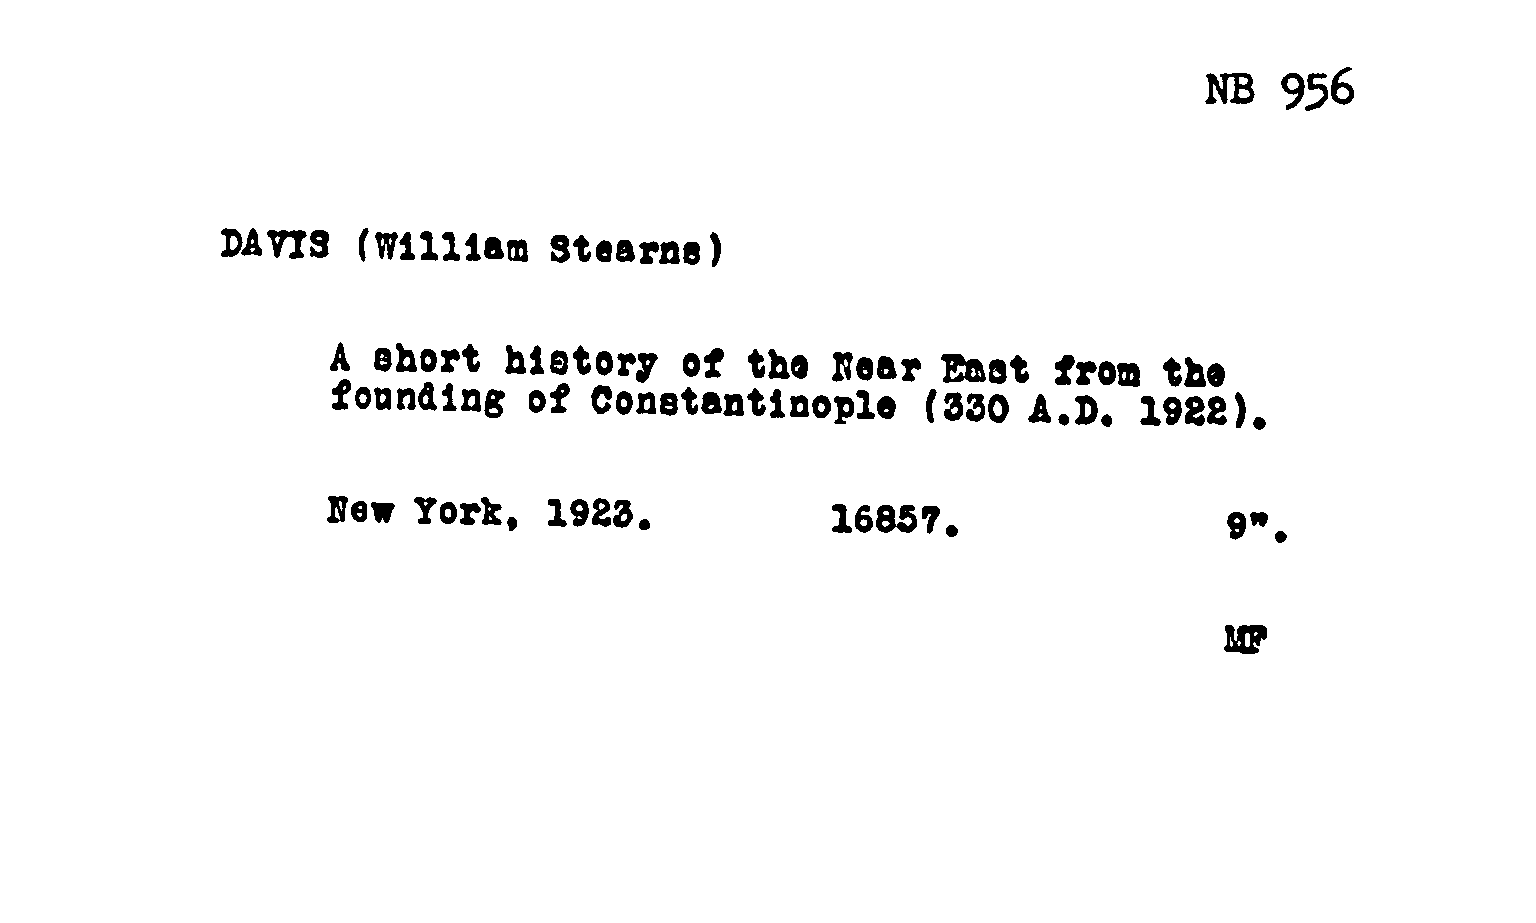 NB 956
DAVIS (William Stearns)
A short history of the Near East from the
founding of Constantinople (330 A.D. 1922).
New York, 1923. 16857. 9".
MF